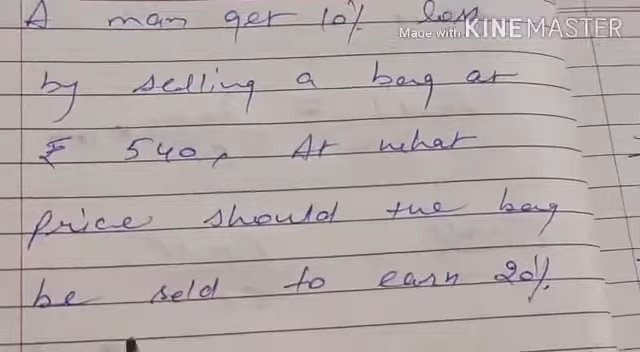 A man get 10% loss
Made with KINEMASTER
by selling a bag at
₹ 540, At what
price should the bag
be sold to earn 20%.